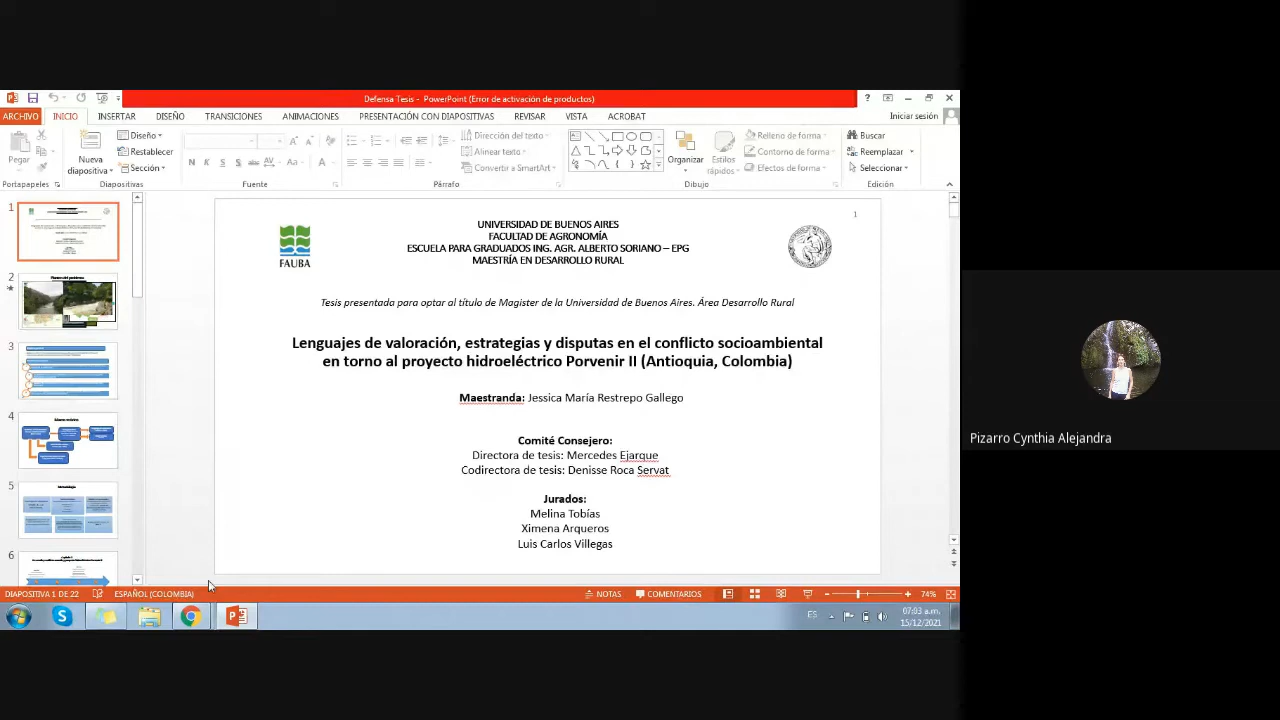 Defensa Tesis - PowerPoint (Error de activación de productos)
ARCHIVO INICIO INSERTAR DISEÑO TRANSICIONES ANIMACIONES PRESENTACIÓN CON DIAPOSITIVAS REVISAR VISTA ACROBAT Iniciar sesión
Pegar
Nueva diapositiva
Diseño
Restablecer
Sección
Dirección del texto
Alinear texto
Convertir a SmartArt
Organizar
Estilos rápidos
Relleno de forma
Contorno de forma
Efectos de forma
Buscar
Reemplazar
Seleccionar
Portapapeles Diapositivas Fuente Párrafo Dibujo Edición
1
2
3
4
5
6
1
FAUBA
UNIVERSIDAD DE BUENOS AIRES
FACULTAD DE AGRONOMÍA
ESCUELA PARA GRADUADOS ING. AGR. ALBERTO SORIANO – EPG
MAESTRÍA EN DESARROLLO RURAL
Tesis presentada para optar al título de Magister de la Universidad de Buenos Aires. Área Desarrollo Rural
Lenguajes de valoración, estrategias y disputas en el conflicto socioambiental
en torno al proyecto hidroeléctrico Porvenir II (Antioquia, Colombia)
Maestranda: Jessica María Restrepo Gallego
Comité Consejero:
Directora de tesis: Mercedes Ejarque
Codirectora de tesis: Denisse Roca Servat
Jurados:
Melina Tobías
Ximena Arqueros
Luis Carlos Villegas
Pizarro Cynthia Alejandra
DIAPOSITIVA 1 DE 22 ESPAÑOL (COLOMBIA) NOTAS COMENTARIOS 74%
ES 07:03 a.m.
15/12/2021